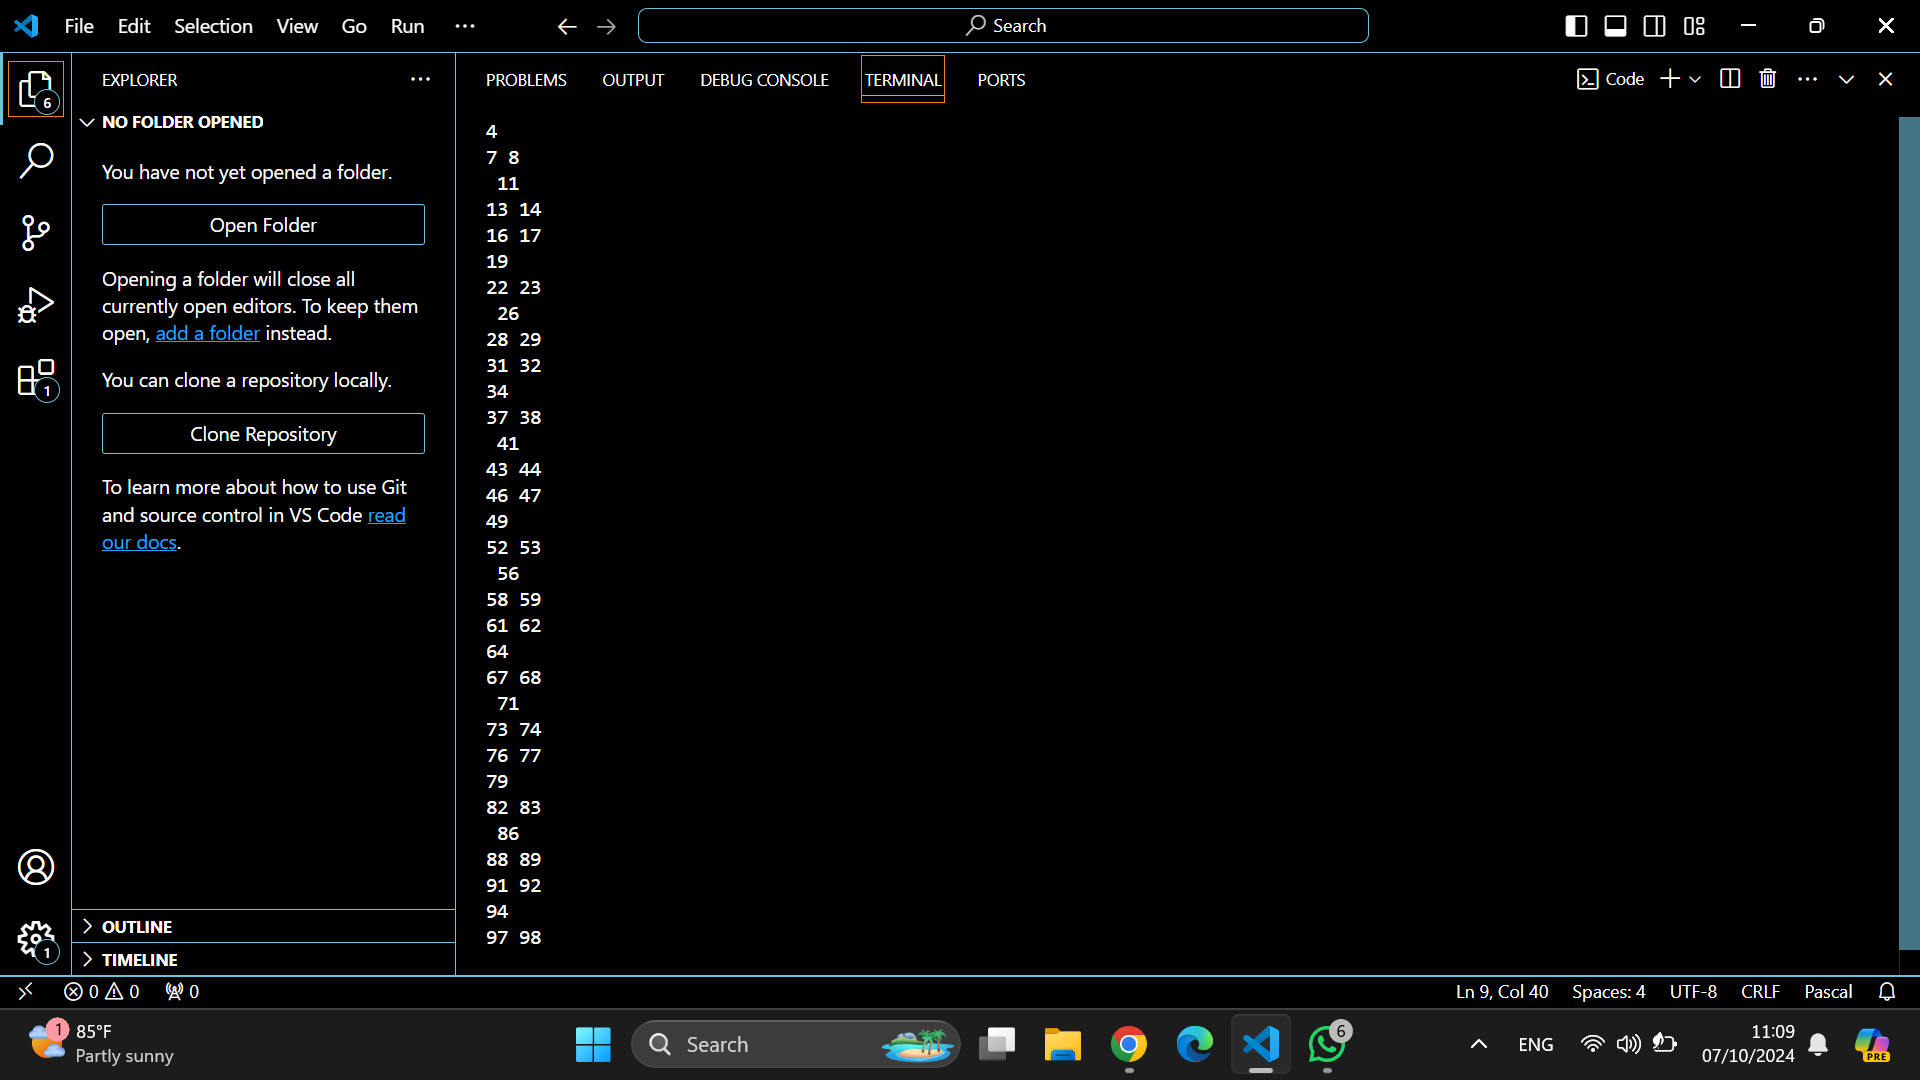 File Edit Selection View Go Run ··· Search
EXPLORER ···
6
NO FOLDER OPENED
You have not yet opened a folder.
Open Folder
Opening a folder will close all
currently open editors. To keep them
open, add a folder instead.
You can clone a repository locally.
1
Clone Repository
To learn more about how to use Git
and source control in VS Code read
our docs.
1
OUTLINE
TIMELINE
PROBLEMS OUTPUT DEBUG CONSOLE TERMINAL PORTS Code
4
7 8
11
13 14
16 17
19
22 23
26
28 29
31 32
34
37 38
41
43 44
46 47
49
52 53
56
58 59
61 62
64
67 68
71
73 74
76 77
79
82 83
86
88 89
91 92
94
97 98
0 0 0 Ln 9, Col 40 Spaces: 4 UTF-8 CRLF Pascal
1 85°F
Partly sunny
Search
6
ENG
11:09
07/10/2024
PRE